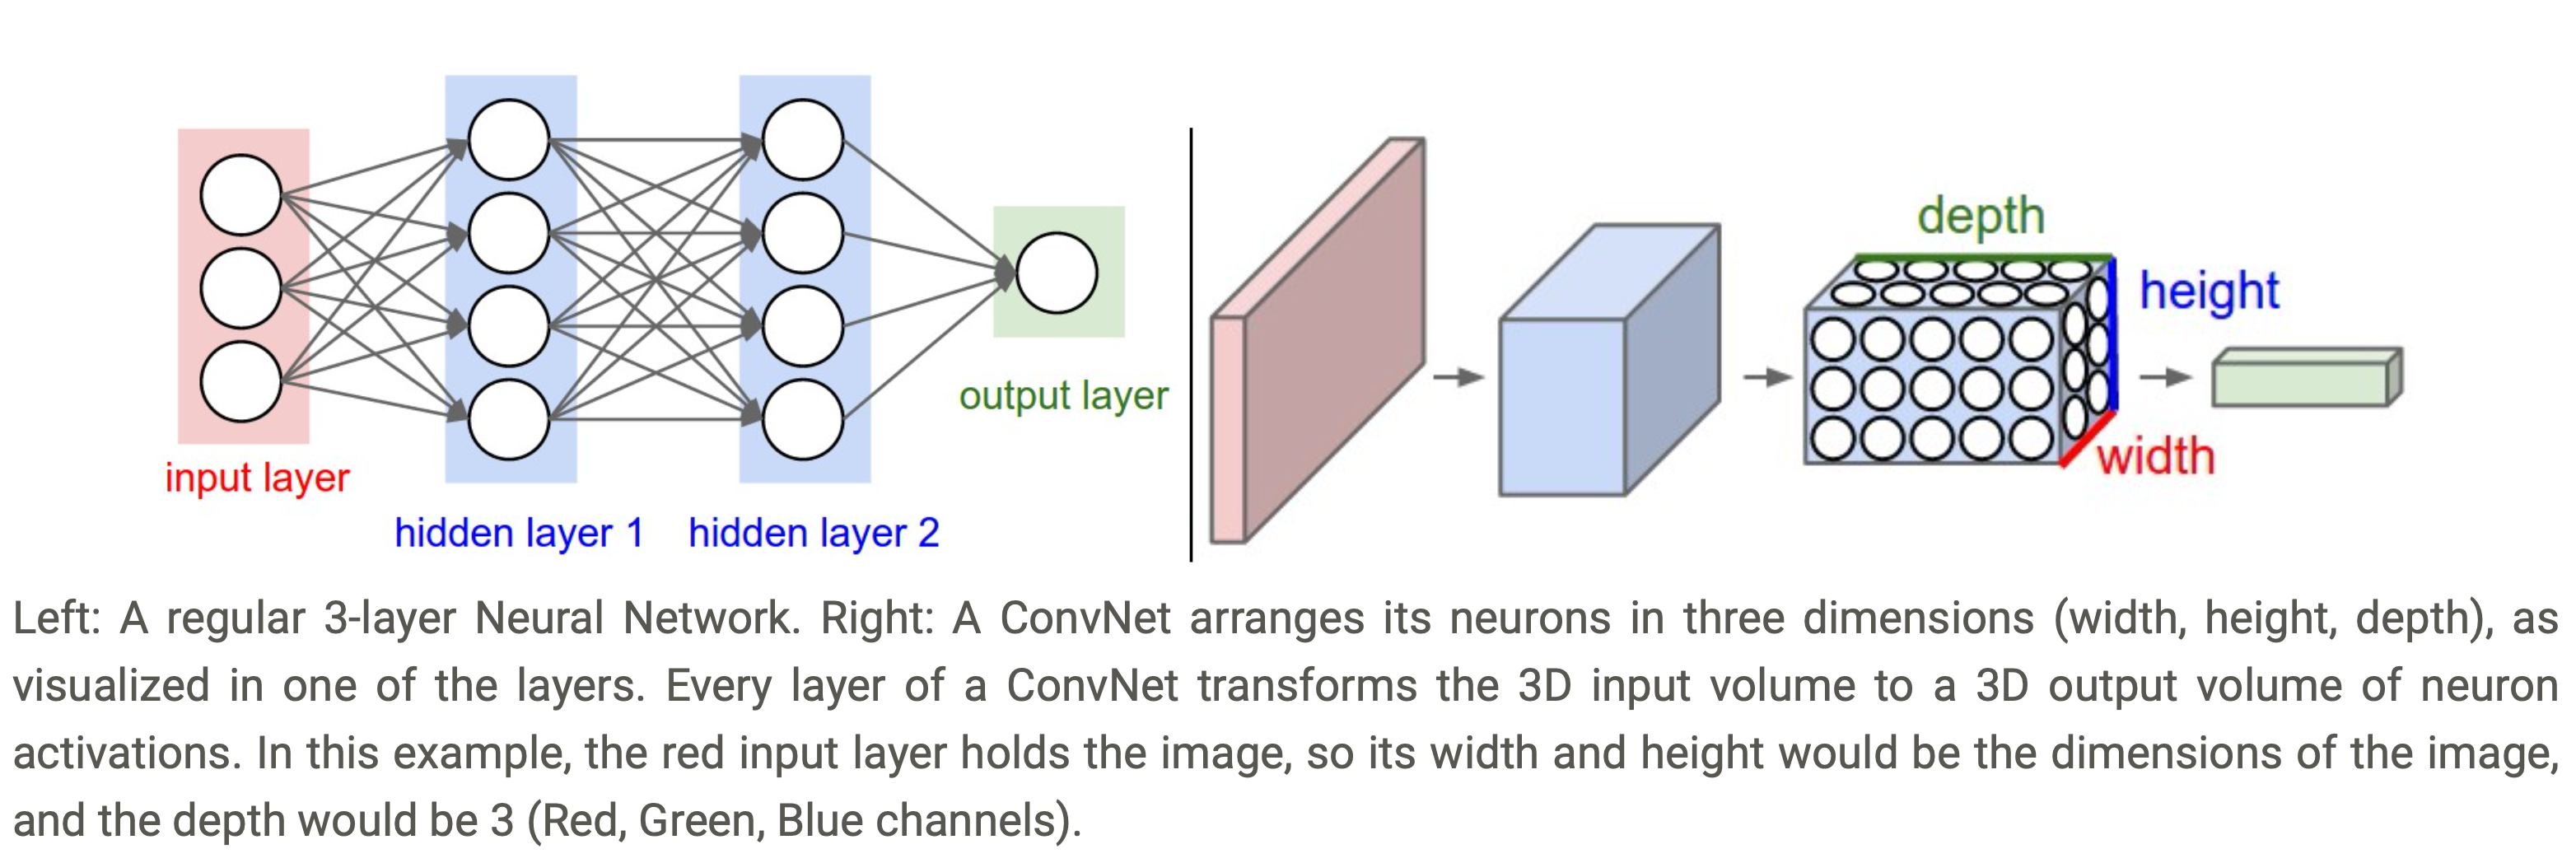 input layer
hidden layer 1
hidden layer 2
output layer
depth
height
width
Left: A regular 3-layer Neural Network. Right: A ConvNet arranges its neurons in three dimensions (width, height, depth), as
visualized in one of the layers. Every layer of a ConvNet transforms the 3D input volume to a 3D output volume of neuron
activations. In this example, the red input layer holds the image, so its width and height would be the dimensions of the image,
and the depth would be 3 (Red, Green, Blue channels).